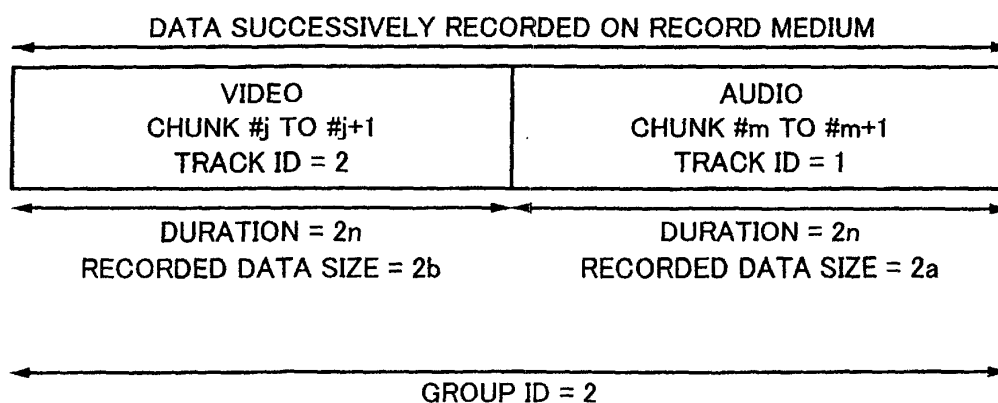 DATA SUCCESSIVELY RECORDED ON RECORD MEDIUM
VIDEO
CHUNK #j TO #j+1
TRACK ID = 2
AUDIO
CHUNK #m TO #m+1
TRACK ID = 1
DURATION = 2n
RECORDED DATA SIZE = 2b
DURATION = 2n
RECORDED DATA SIZE = 2a
GROUP ID = 2